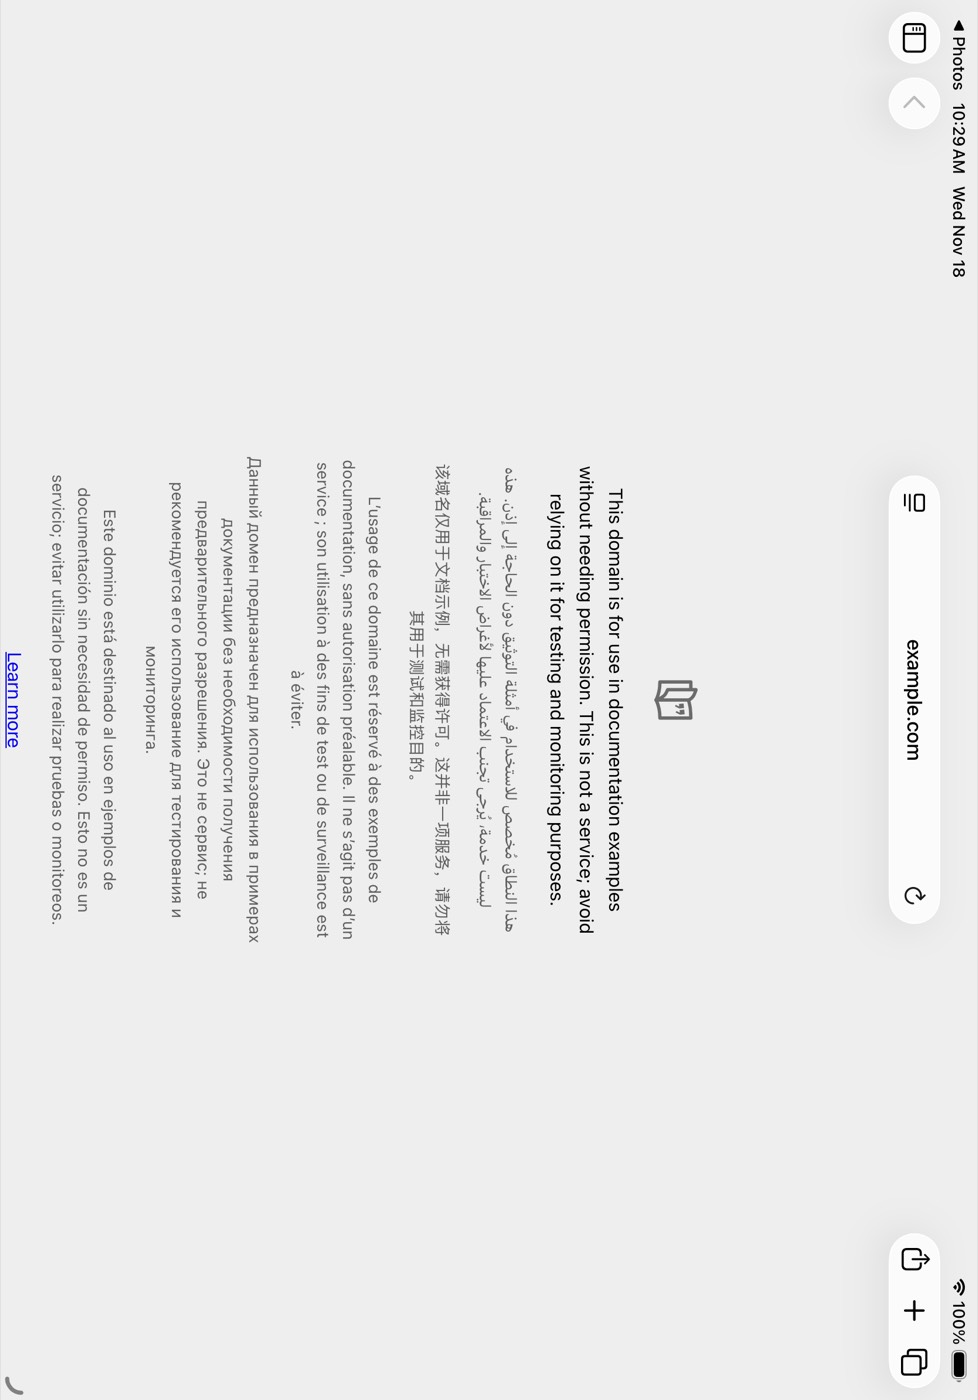 ◀ Photos 10:29 AM Wed Nov 18
100%
example.com
This domain is for use in documentation examples
without needing permission. This is not a service; avoid
relying on it for testing and monitoring purposes.
هذا النطاق مُخصص للاستخدام في أمثلة التوثيق دون الحاجة إلى إذن. هذه
ليست خدمة، يُرجى تجنب الاعتماد عليها لأغراض الاختبار والمراقبة.
该域名仅用于文档示例，无需获得许可。这并非一项服务，请勿将
其用于测试和监控目的。
L’usage de ce domaine est réservé à des exemples de
documentation, sans autorisation préalable. Il ne s’agit pas d’un
service ; son utilisation à des fins de test ou de surveillance est
à éviter.
Данный домен предназначен для использования в примерах
документации без необходимости получения
предварительного разрешения. Это не сервис; не
рекомендуется его использование для тестирования и
мониторинга.
Este dominio está destinado al uso en ejemplos de
documentación sin necesidad de permiso. Esto no es un
servicio; evitar utilizarlo para realizar pruebas o monitoreos.
Learn more